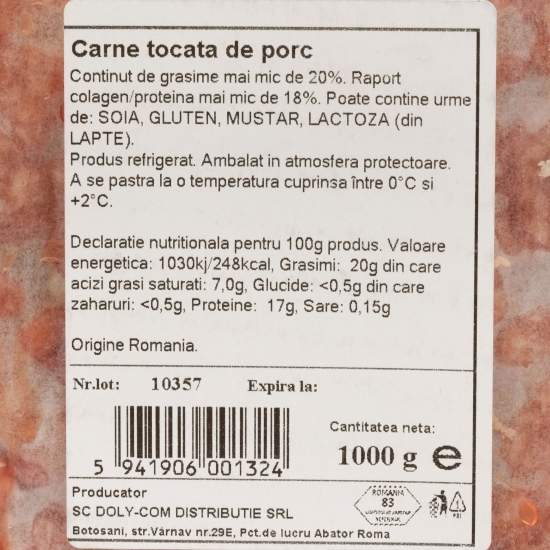 Carne tocata de porc
Continut de grasime mai mic de 20%. Raport
colagen/proteina mai mic de 18%. Poate contine urme
de: SOIA, GLUTEN, MUSTAR, LACTOZA (din
LAPTE).
Produs refrigerat. Ambalat in atmosfera protectoare.
A se pastra la o temperatura cuprinsa între 0°C si
+2°C.
Declaratie nutritionala pentru 100g produs. Valoare
energetica: 1030kj/248kcal, Grasimi: 20g din care
acizi grasi saturati: 7,0g, Glucide: <0,5g din care
zaharuri: <0,5g, Proteine: 17g, Sare: 0,15g
Origine Romania.
Nr.lot: 10357 Expira la:
Cantitatea neta:
1000 g e
5 941906 001324
Producator
SC DOLY-COM DISTRIBUTIE SRL
Botosani, str.Vârnav nr.29E, Pct.de lucru Abator Roma
ROMANIA
83